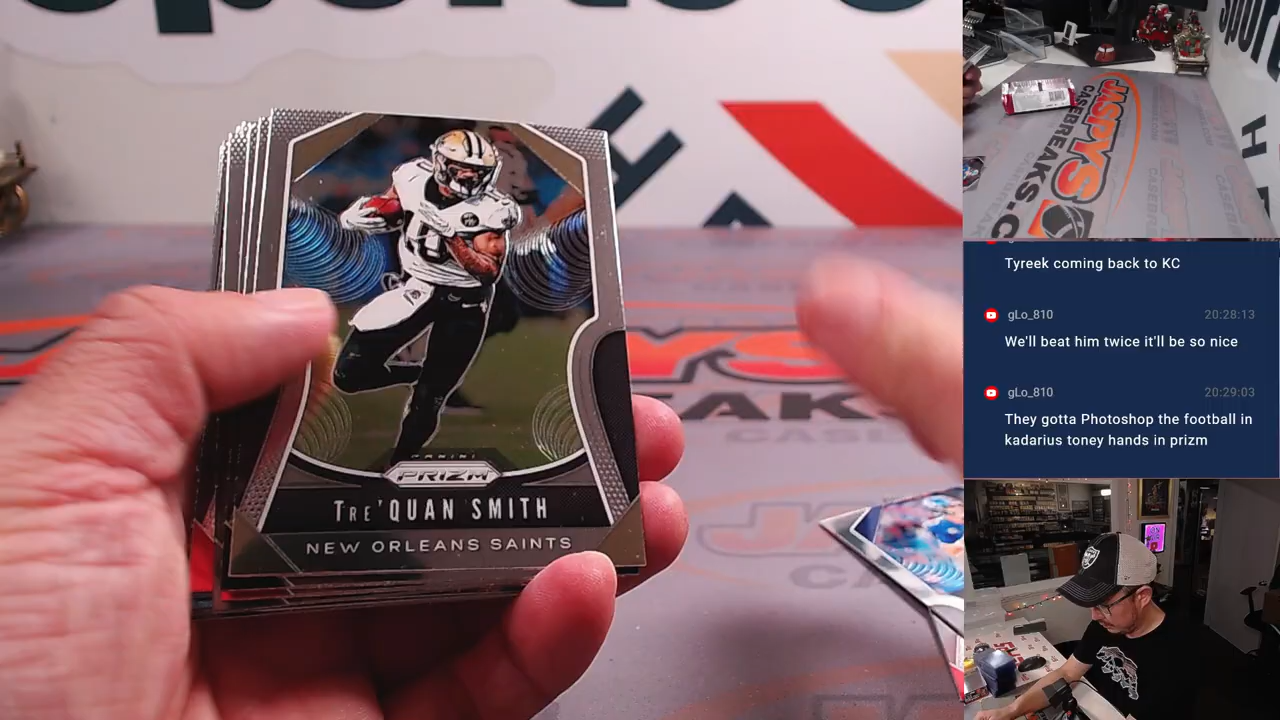 PANINI
PRIZM
TRE'QUAN SMITH
NEW ORLEANS SAINTS
JASPYS
CASEBREAKS.C
Tyreek coming back to KC
gLo_810 20:28:13
We'll beat him twice it'll be so nice
gLo_810 20:29:03
They gotta Photoshop the football in
kadarius toney hands in prizm